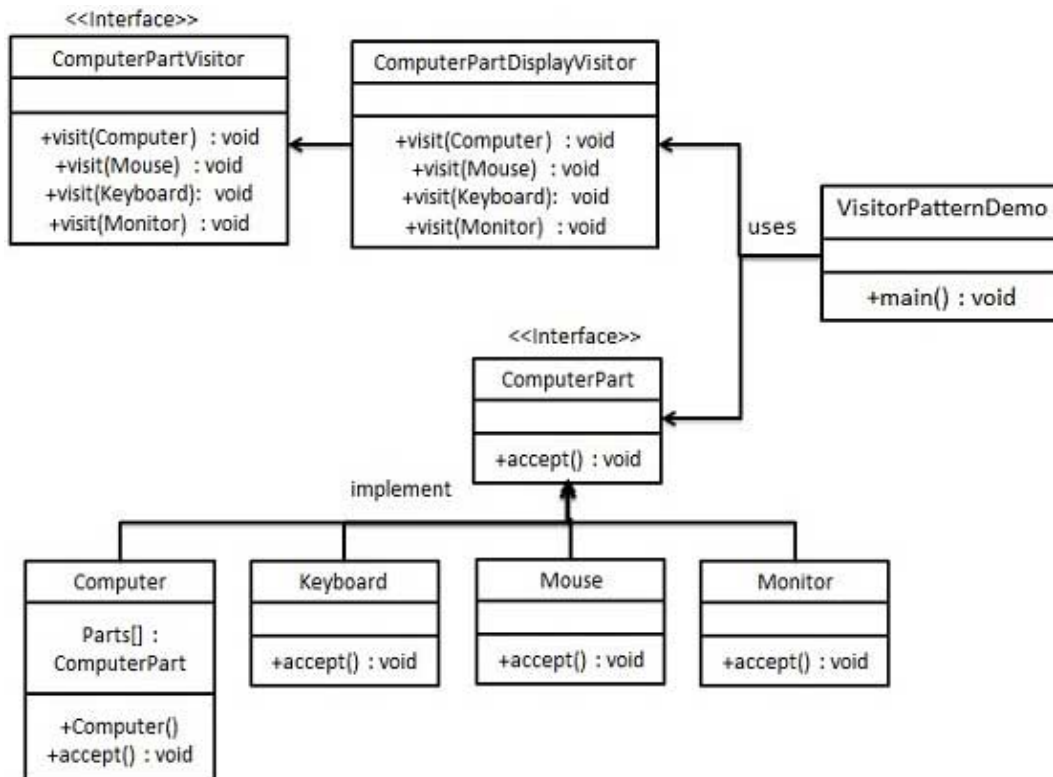 <<Interface>>
ComputerPartVisitor
+visit(Computer) : void
+visit(Mouse) : void
+visit(Keyboard): void
+visit(Monitor) : void
ComputerPartDisplayVisitor
+visit(Computer) : void
+visit(Mouse) : void
+visit(Keyboard): void
+visit(Monitor) : void
uses
VisitorPatternDemo
+main() : void
<<Interface>>
ComputerPart
+accept() : void
implement
Computer
Parts[] :
ComputerPart
+Computer()
+accept() : void
Keyboard
+accept() : void
Mouse
+accept() : void
Monitor
+accept() : void